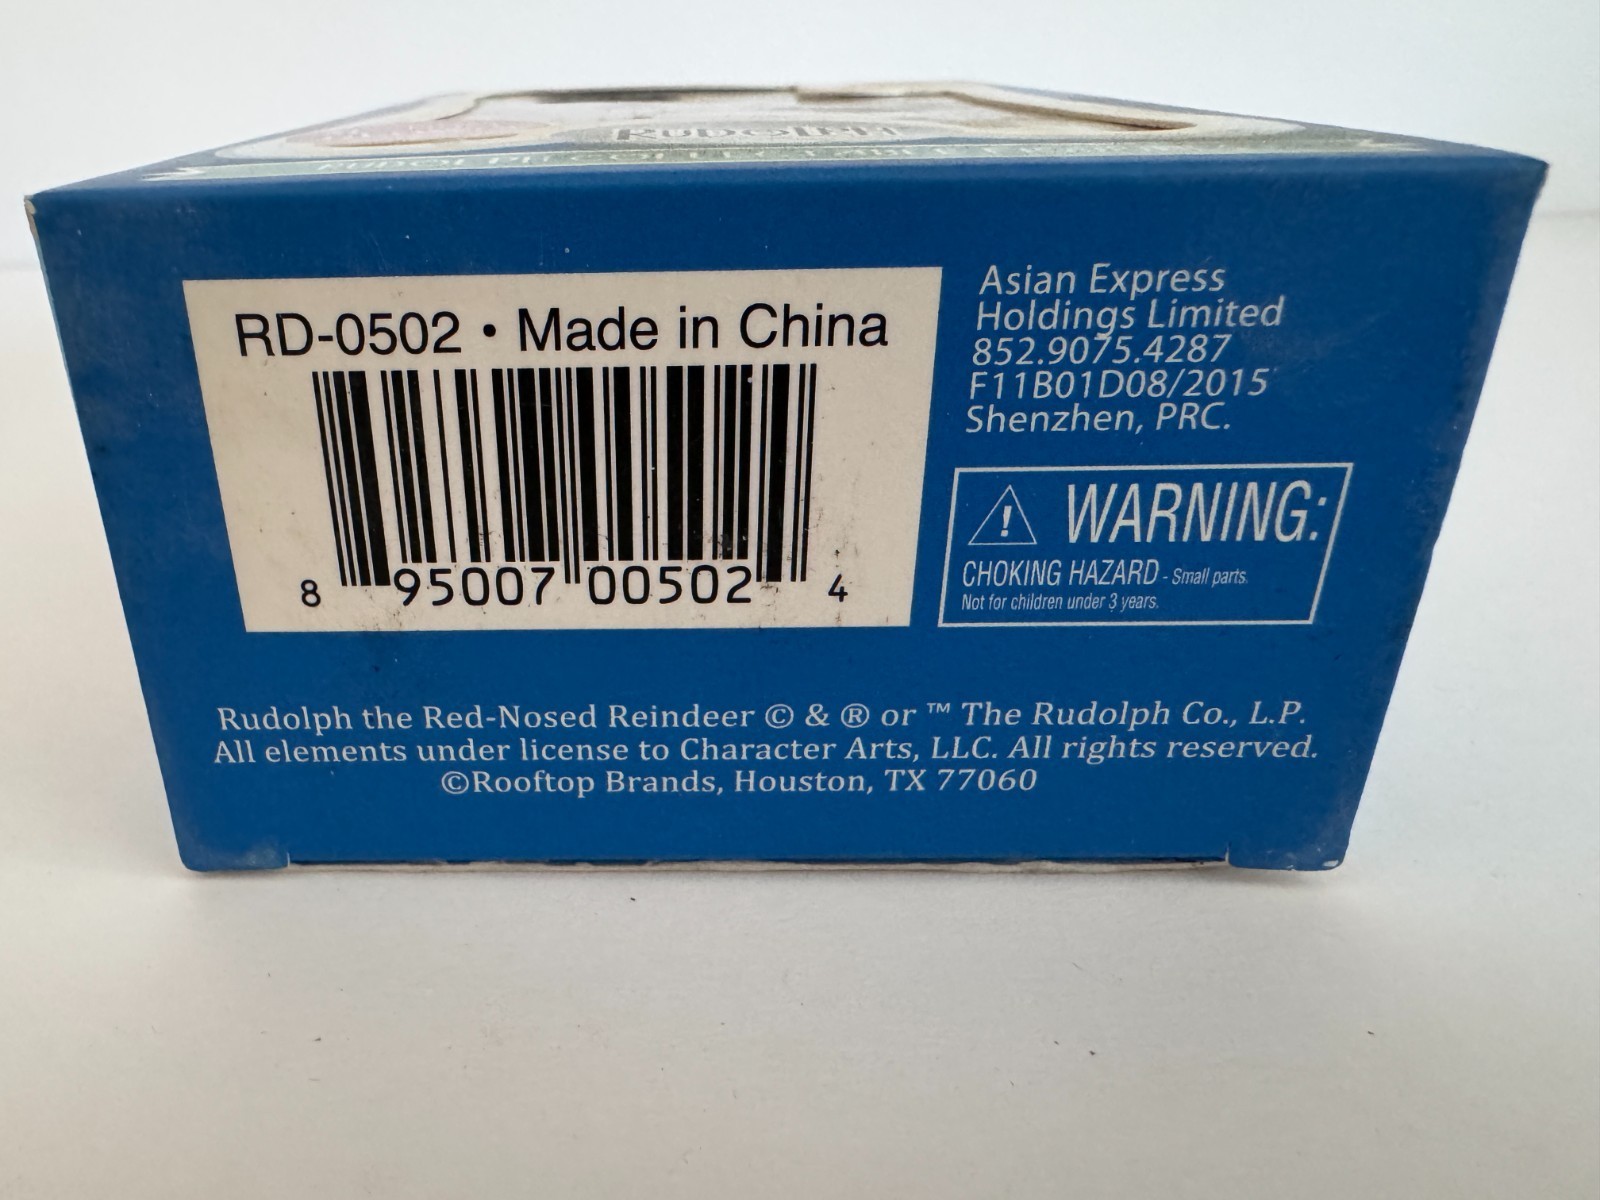 RUDOLPH
RD-0502 • Made in China
8 95007 00502 4
Asian Express
Holdings Limited
852.9075.4287
F11B01D08/2015
Shenzhen, PRC.
! WARNING:
CHOKING HAZARD - Small parts.
Not for children under 3 years.
Rudolph the Red-Nosed Reindeer © & ® or ™ The Rudolph Co., L.P.
All elements under license to Character Arts, LLC. All rights reserved.
©Rooftop Brands, Houston, TX 77060